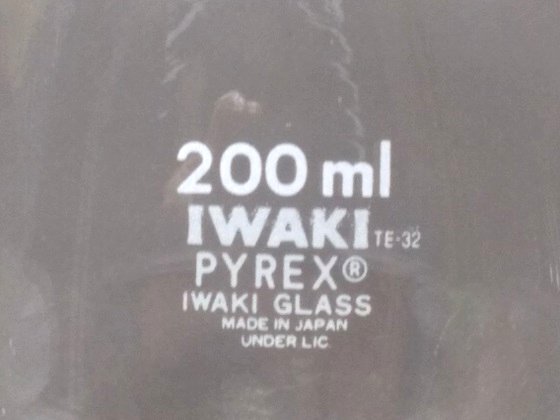 200 ml
IWAKI TE-32
PYREX®
IWAKI GLASS
MADE IN JAPAN
UNDER LIC